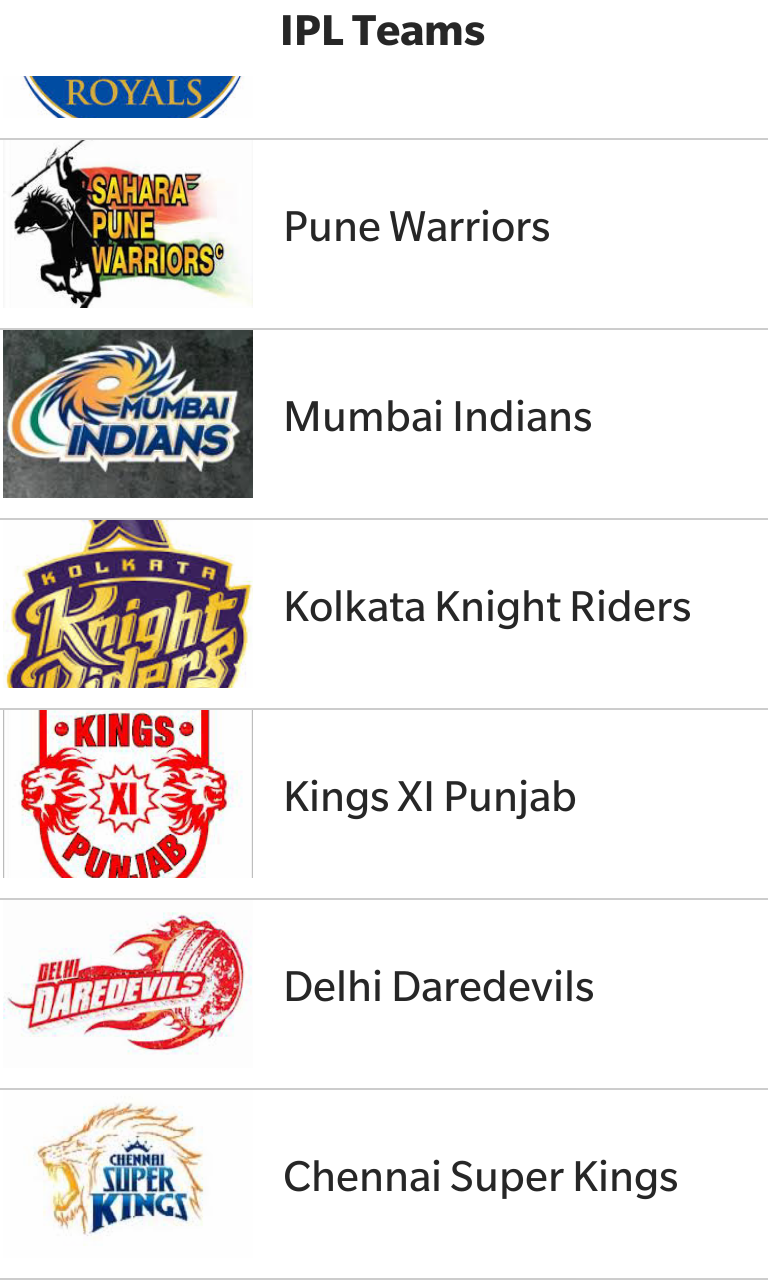 IPL Teams
ROYALS
SAHARA
PUNE
WARRIORS©
Pune Warriors
MUMBAI
INDIANS
Mumbai Indians
KOLKATA
Knight
Riders
Kolkata Knight Riders
KINGS
XI
PUNJAB
Kings XI Punjab
DELHI
DAREDEVILS
Delhi Daredevils
CHENNAI
SUPER
KINGS
Chennai Super Kings